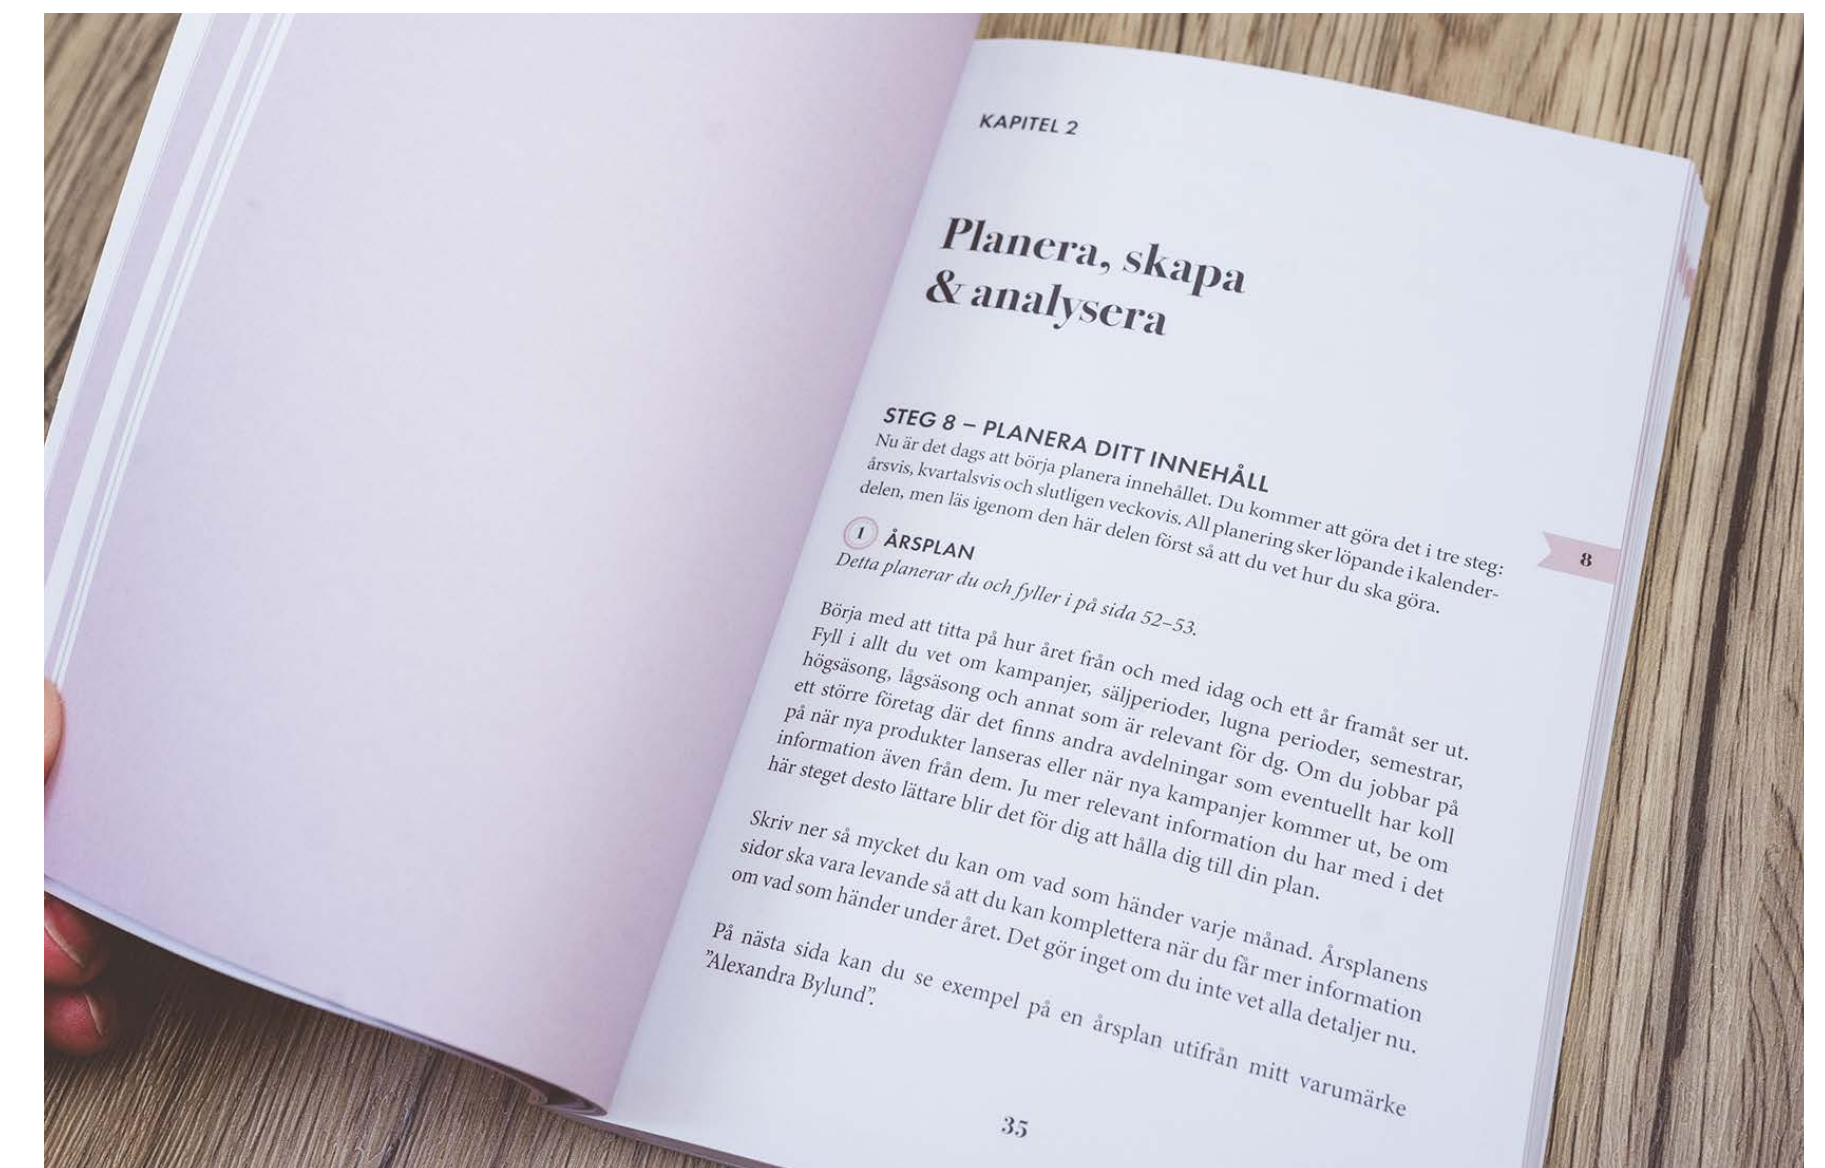 KAPITEL 2
Planera, skapa
& analysera
STEG 8 – PLANERA DITT INNEHÅLL
Nu är det dags att börja planera innehållet. Du kommer att göra det i tre steg:
årsvis, kvartalsvis och slutligen veckovis. All planering sker löpande i kalender-
delen, men läs igenom den här delen först så att du vet hur du ska göra.
8
1 ÅRSPLAN
Detta planerar du och fyller i på sida 52–53.
Börja med att titta på hur året från och med idag och ett år framåt ser ut.
Fyll i allt du vet om kampanjer, säljperioder, lugna perioder, semestrar,
högsäsong, lågsäsong och annat som är relevant för dg. Om du jobbar på
ett större företag där det finns andra avdelningar som eventuellt har koll
på när nya produkter lanseras eller när nya kampanjer kommer ut, be om
information även från dem. Ju mer relevant information du har med i det
här steget desto lättare blir det för dig att hålla dig till din plan.
Skriv ner så mycket du kan om vad som händer varje månad. Årsplanens
sidor ska vara levande så att du kan komplettera när du får mer information
om vad som händer under året. Det gör inget om du inte vet alla detaljer nu.
På nästa sida kan du se exempel på en årsplan utifrån mitt varumärke
”Alexandra Bylund”.
35